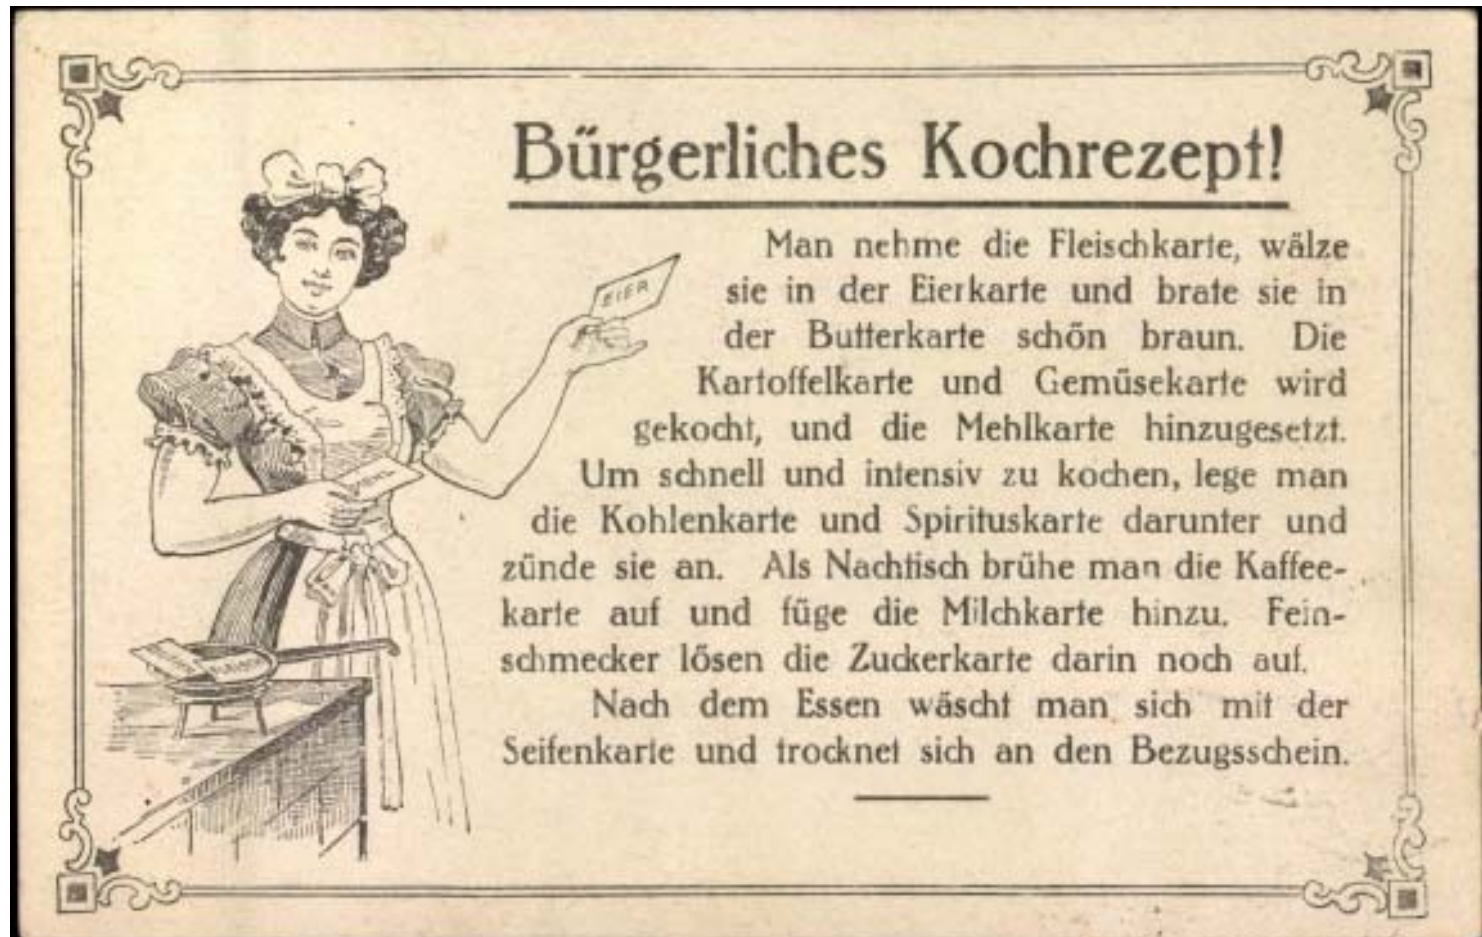 Bürgerliches Kochrezept!
Man nehme die Fleischkarte, wälze
sie in der Eierkarte und brate sie in
der Butterkarte schön braun. Die
Kartoffelkarte und Gemüsekarte wird
gekocht, und die Mehlkarte hinzugesetzt.
Um schnell und intensiv zu kochen, lege man
die Kohlenkarte und Spirituskarte darunter und
zünde sie an. Als Nachtisch brühe man die Kaffee-
karte auf und füge die Milchkarte hinzu. Fein-
schmecker lösen die Zuckerkarte darin noch auf.
Nach dem Essen wäscht man sich mit der
Seifenkarte und trocknet sich an den Bezugsschein.
EIER